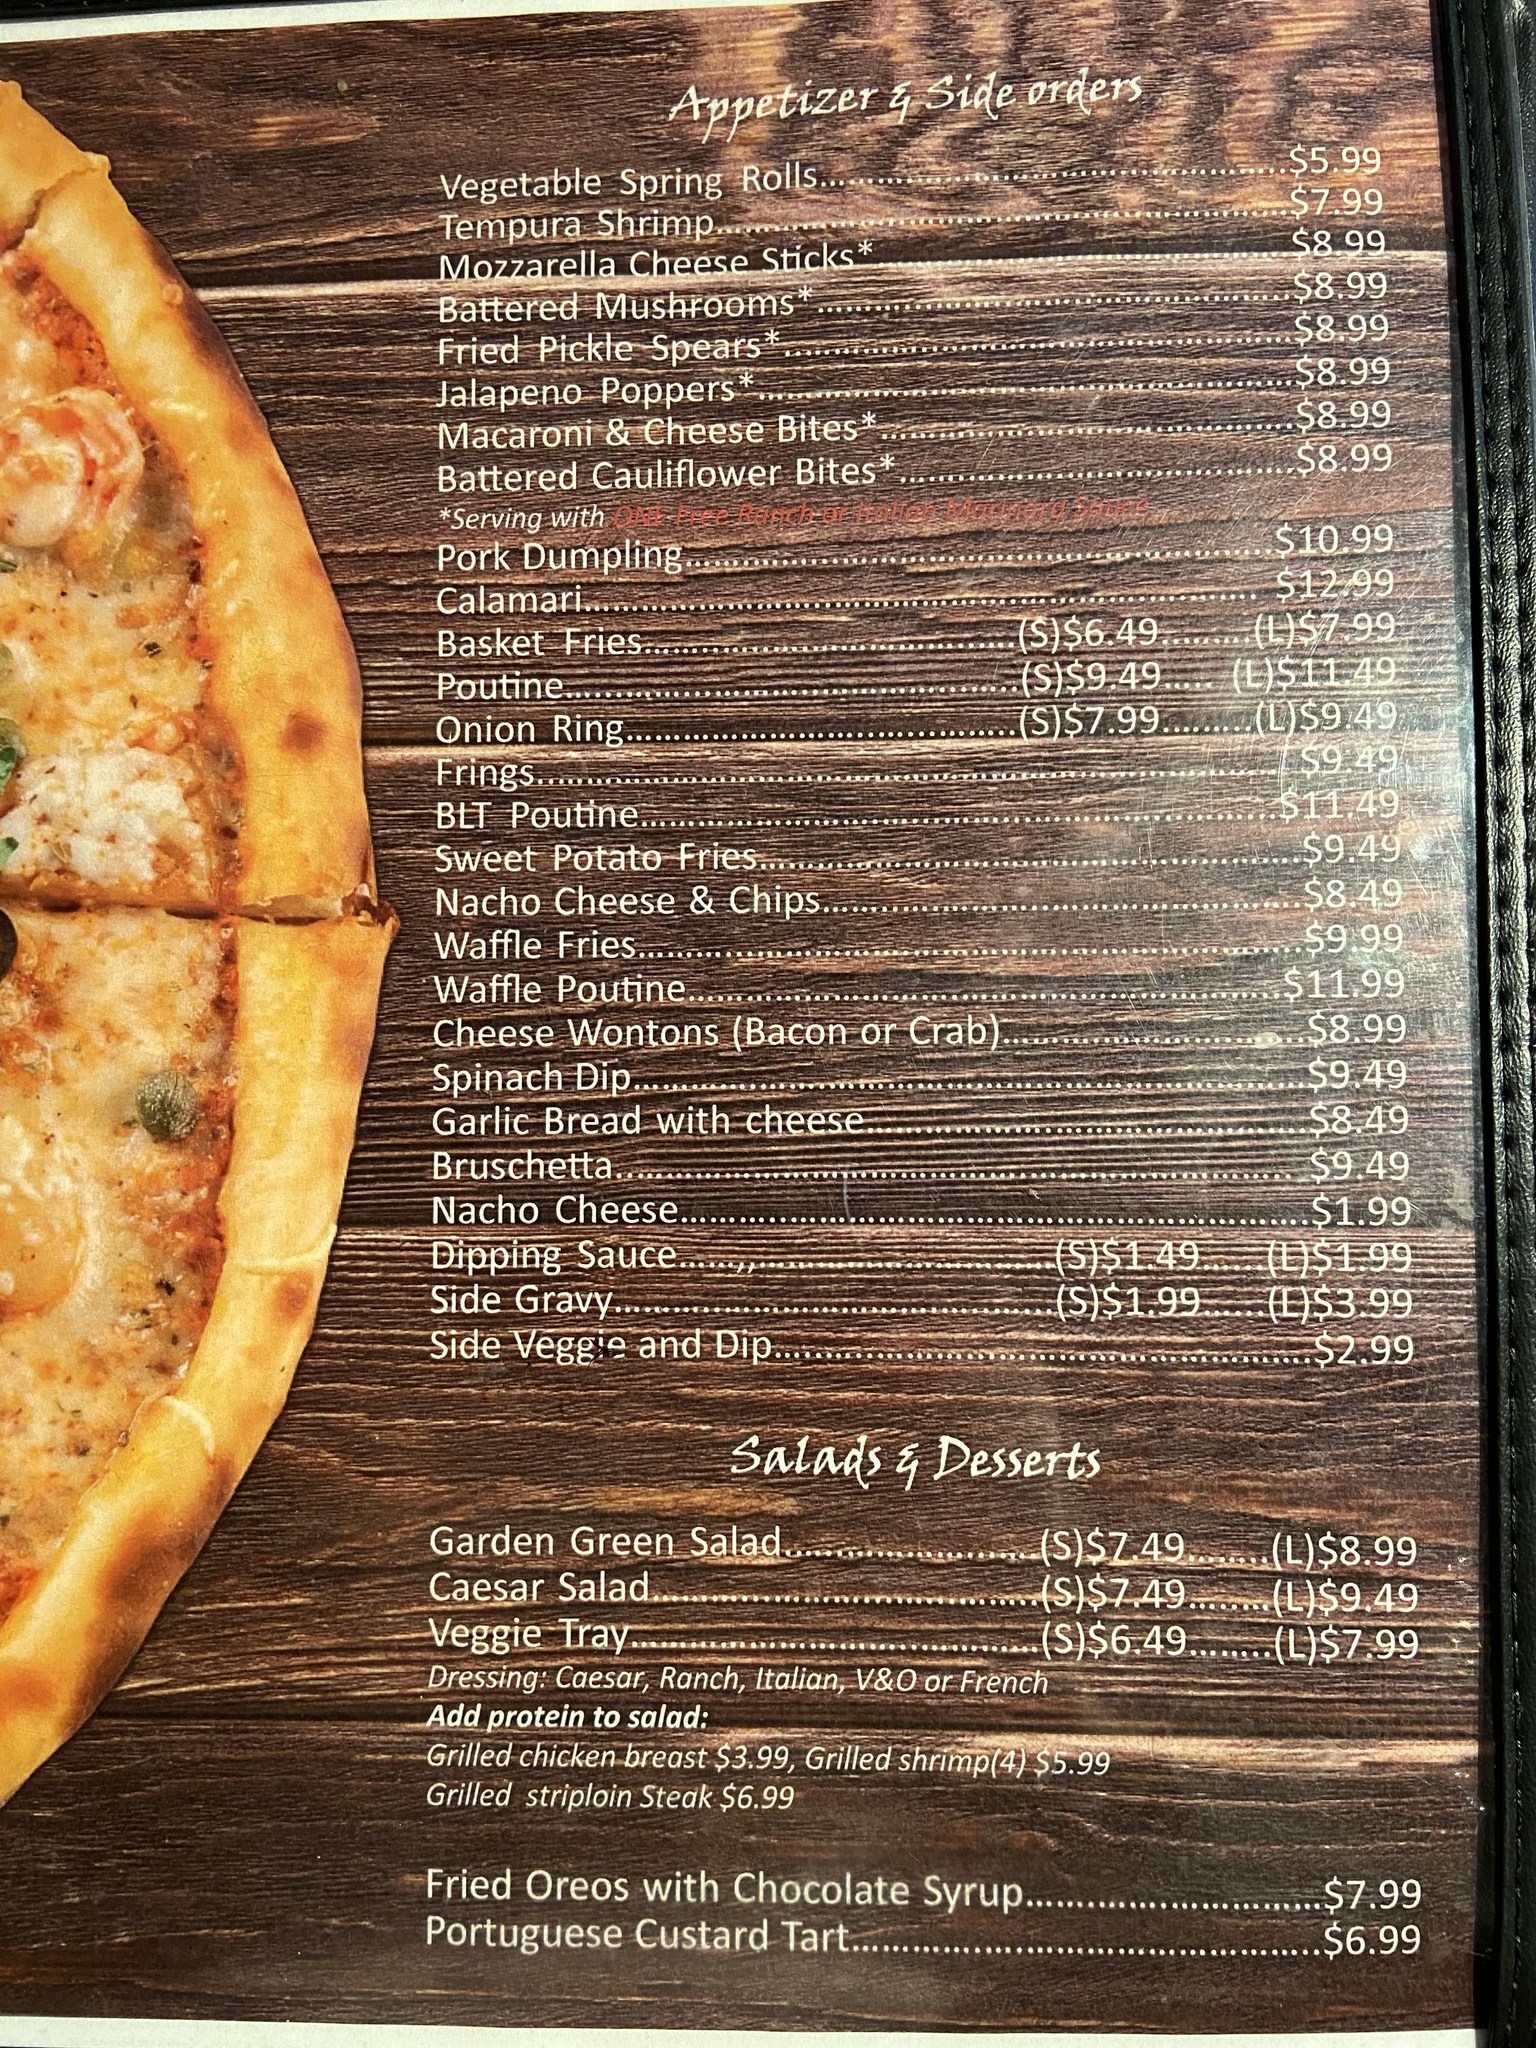 Appetizer & Side orders
Vegetable Spring Rolls..............................................$5.99
Tempura Shrimp..............................................$7.99
Mozzarella Cheese Sticks*..............................................$8.99
Battered Mushrooms*..............................................$8.99
Fried Pickle Spears*..............................................$8.99
Jalapeno Poppers*..............................................$8.99
Macaroni & Cheese Bites*..............................................$8.99
Battered Cauliflower Bites*..............................................$8.99
*Serving with ONE Free Ranch or Italian Marinara Sauce
Pork Dumpling..............................................$10.99
Calamari.............................................. $12.99
Basket Fries........................................(S)$6.49.........(L)$7.99
Poutine........................................(S)$9.49..... (L)$11.49
Onion Ring........................................(S)$7.99.........(L)$9.49
Frings.............................................. $9.49
BLT Poutine..............................................$11.49
Sweet Potato Fries..............................................$9.49
Nacho Cheese & Chips..............................................$8.49
Waffle Fries..............................................$9.99
Waffle Poutine..............................................$11.99
Cheese Wontons (Bacon or Crab)..............................$8.99
Spinach Dip..............................................$9.49
Garlic Bread with cheese..............................................$8.49
Bruschetta.............................................. $9.49
Nacho Cheese..............................................$1.99
Dipping Sauce......,,..............................(S)$1.49......(L)$1.99
Side Gravy........................................(S)$1.99......(L)$3.99
Side Veggie and Dip..............................................$2.99
Salads & Desserts
Garden Green Salad..............................(S)$7.49........(L)$8.99
Caesar Salad........................................(S)$7.49........(L)$9.49
Veggie Tray........................................(S)$6.49........(L)$7.99
Dressing: Caesar, Ranch, Italian, V&O or French
Add protein to salad:
Grilled chicken breast $3.99, Grilled shrimp(4) $5.99
Grilled striploin Steak $6.99
Fried Oreos with Chocolate Syrup..............................$7.99
Portuguese Custard Tart..............................................$6.99